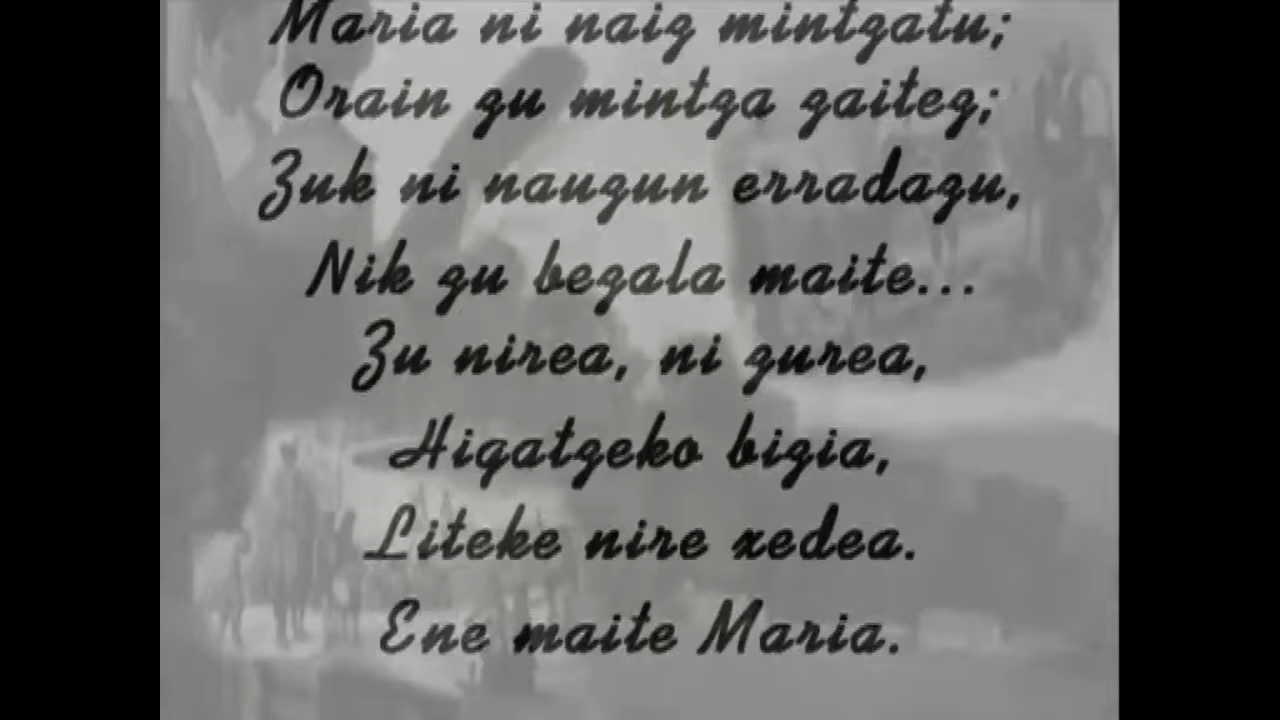 Maria ni naiz mintzatu;
Orain zu mintza zaitez;
Zuk ni nauzun erradazu,
Nik zu bezala maite...
Zu nirea, ni zurea,
Higatzeko bizia,
Liteke nire xedea.
Ene maite Maria.